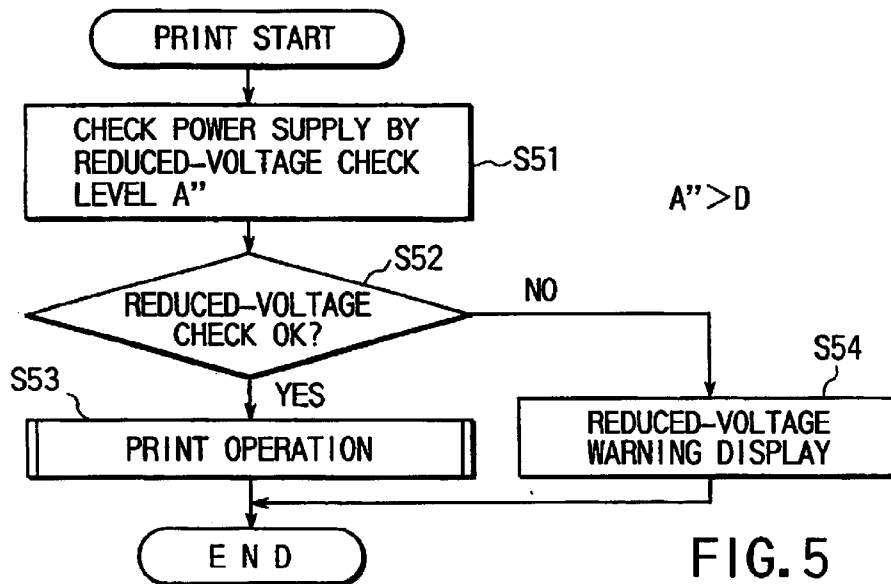 PRINT START
CHECK POWER SUPPLY BY
REDUCED-VOLTAGE CHECK
LEVEL A”
S51
A”>D
S52
REDUCED-VOLTAGE
CHECK OK?
NO
S53
YES
S54
PRINT OPERATION
REDUCED-VOLTAGE
WARNING DISPLAY
END
FIG. 5